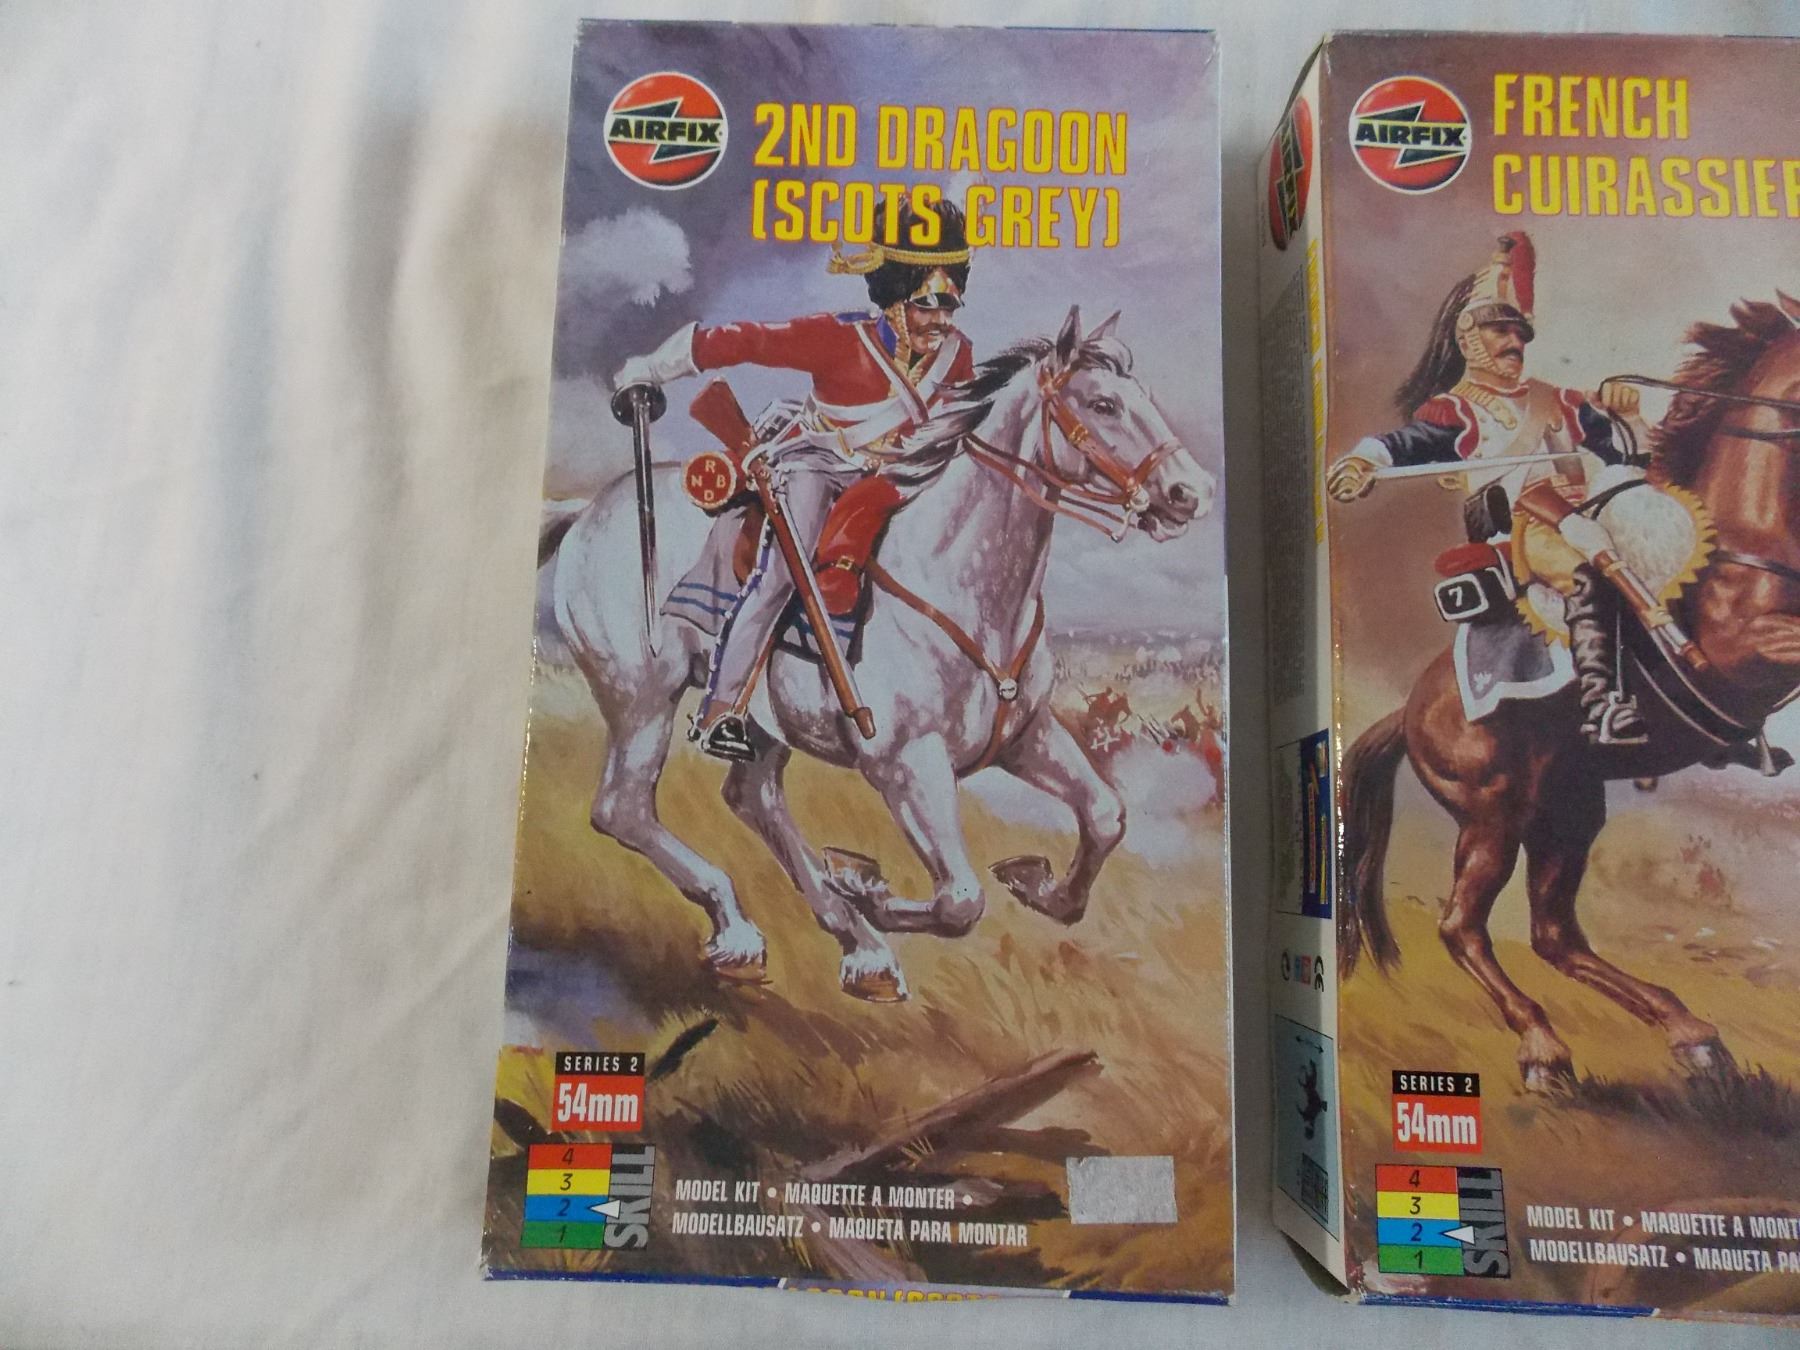 AIRFIX
2ND DRAGOON
(SCOTS GREY)
R
N B
D
SERIES 2
54mm
4
3
2
1
SKILL
MODEL KIT • MAQUETTE A MONTER •
MODELLBAUSATZ • MAQUETA PARA MONTAR
AIRFIX
FRENCH
CUIRASSIER
7
SERIES 2
54mm
4
3
2
1
SKILL
MODEL KIT • MAQUETTE A MONT
MODELLBAUSATZ • MAQUETA PA
CE